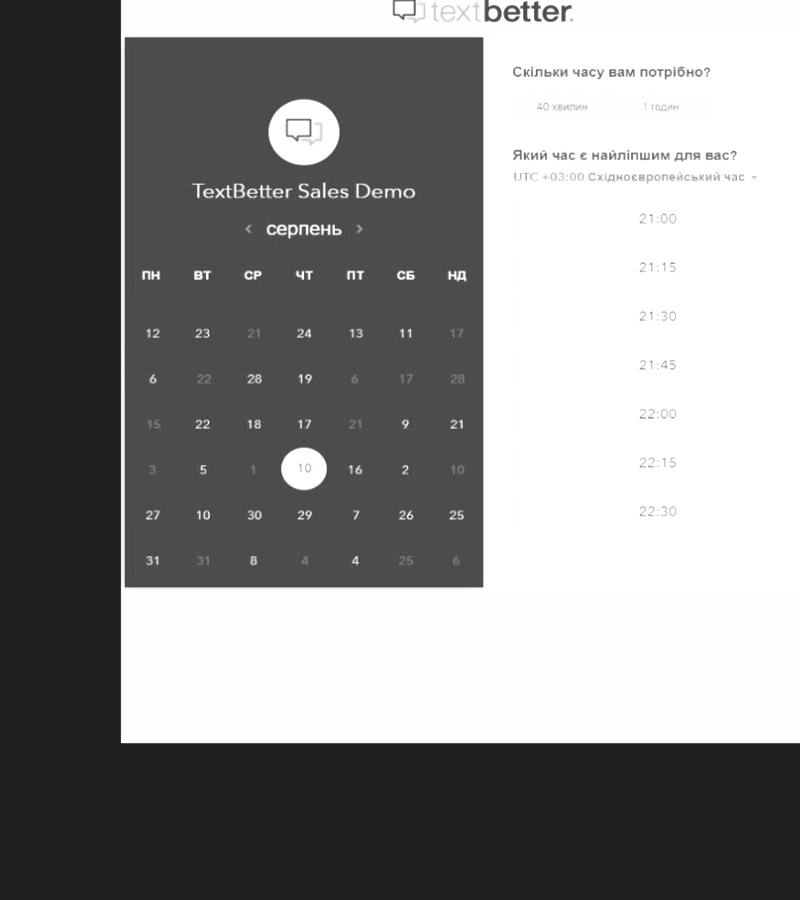 textbetter.
TextBetter Sales Demo
серпень
ПН ВТ СР ЧТ ПТ СБ НД
12 23 21 24 13 11 17
6 22 28 19 6 17 28
15 22 18 17 21 9 21
3 5 1 10 16 2 10
27 10 30 29 7 26 25
31 31 8 4 4 25 6
Скільки часу вам потрібно?
40 хвилин 1 годин
Який час є найліпшим для вас?
UTC +03:00 Східноєвропейський час
21:00
21:15
21:30
21:45
22:00
22:15
22:30